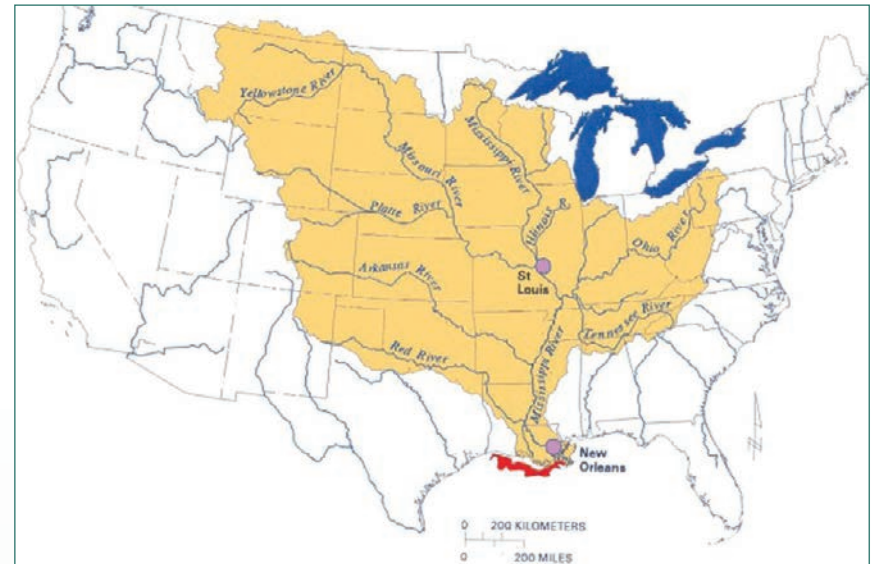 Yellowstone River
Missouri River
Mississippi River
Platte River
Illinois R.
Ohio River
St
Louis
Arkansas River
Tennessee River
Red River
Mississippi River
New
Orleans
0 200 KILOMETERS
0 200 MILES